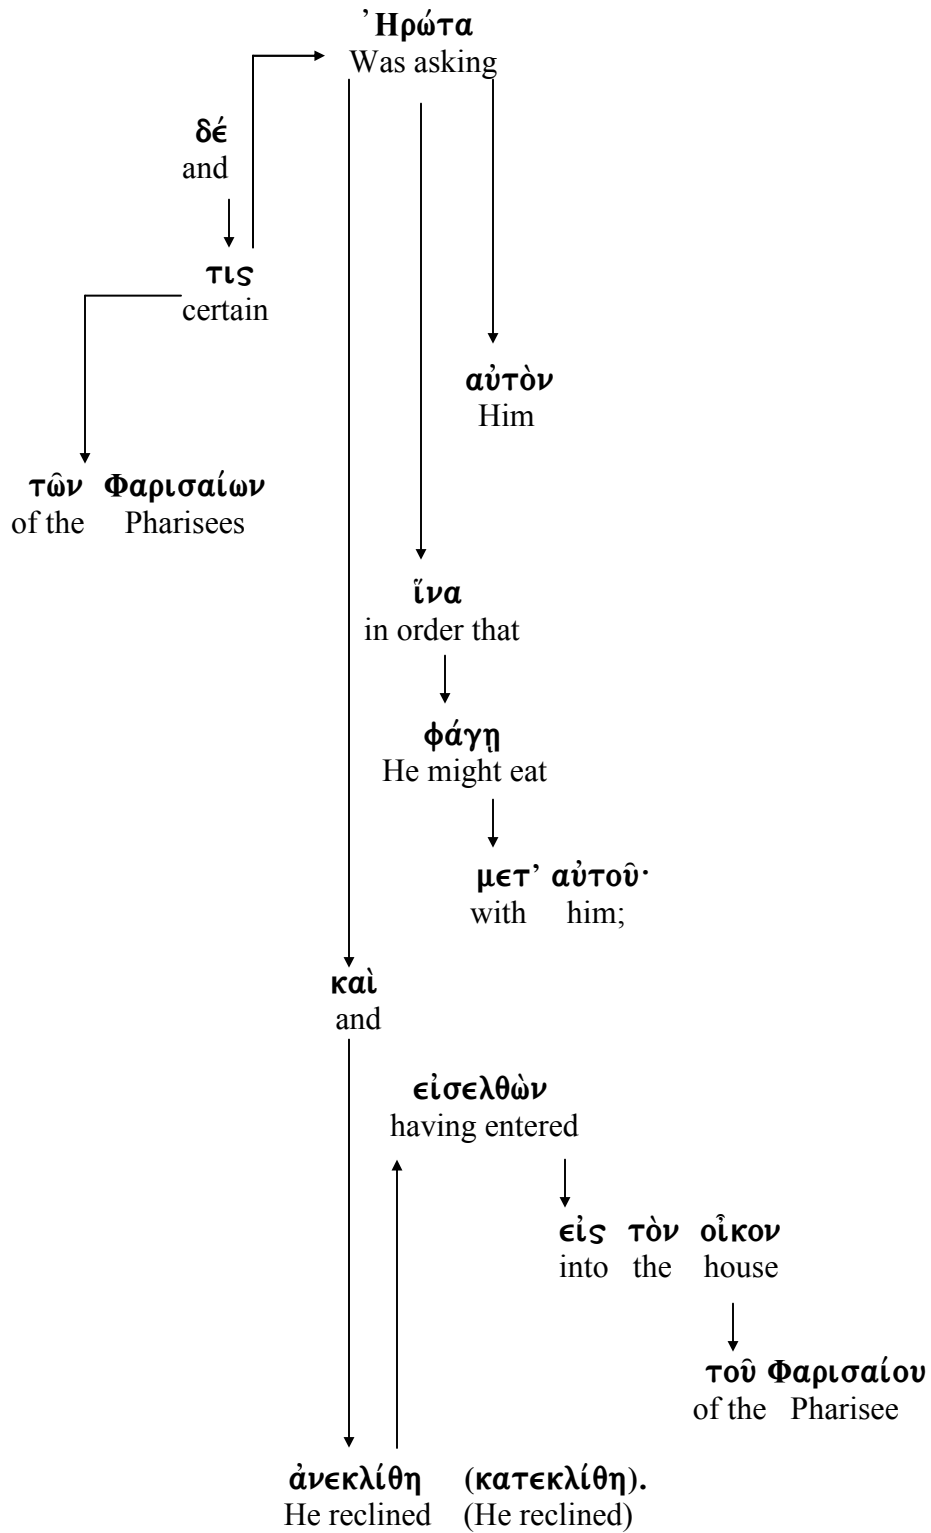 Ἠρώτα
Was asking
δέ
and
τις
certain
αὐτὸν
Him
τῶν Φαρισαίων
of the Pharisees
ἵνα
in order that
φάγῃ
He might eat
μετ’ αὐτοῦ·
with him;
καὶ
and
εἰσελθὼν
having entered
εἰς τὸν οἶκον
into the house
τοῦ Φαρισαίου
of the Pharisee
ἀνεκλίθη (κατεκλίθη).
He reclined (He reclined)